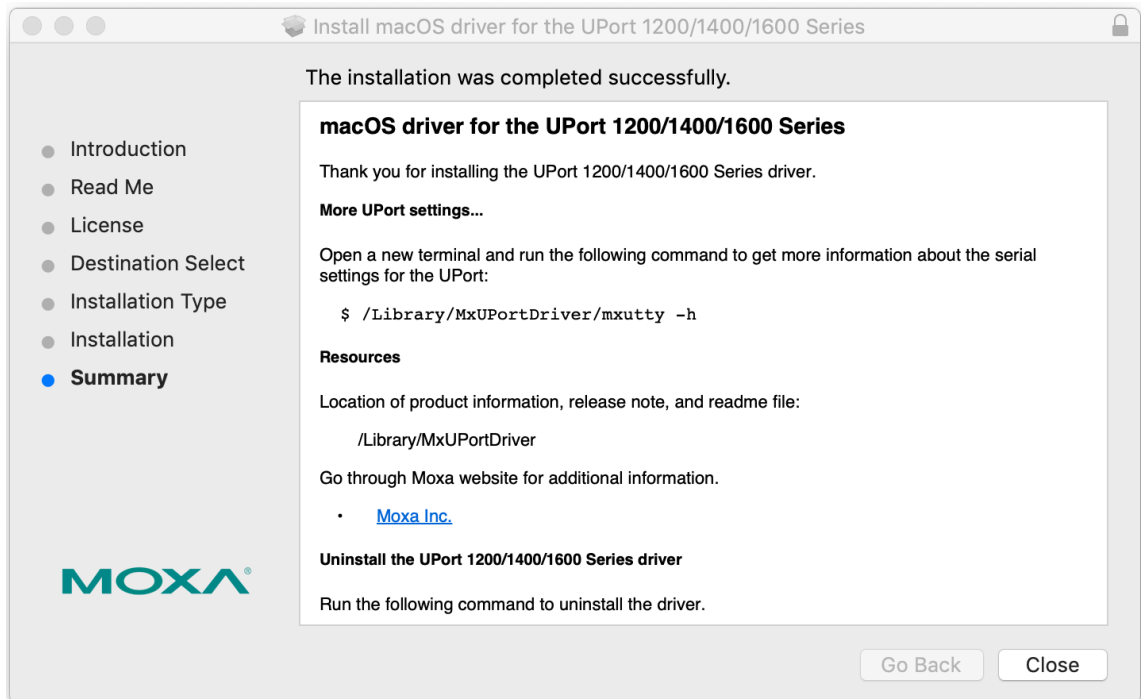 Install macOS driver for the UPort 1200/1400/1600 Series
The installation was completed successfully.
Introduction
Read Me
License
Destination Select
Installation Type
Installation
Summary
MOXA®
macOS driver for the UPort 1200/1400/1600 Series
Thank you for installing the UPort 1200/1400/1600 Series driver.
More UPort settings...
Open a new terminal and run the following command to get more information about the serial
settings for the UPort:
$ /Library/MxUPortDriver/mxutty -h
Resources
Location of product information, release note, and readme file:
/Library/MxUPortDriver
Go through Moxa website for additional information.
• Moxa Inc.
Uninstall the UPort 1200/1400/1600 Series driver
Run the following command to uninstall the driver.
Go Back
Close